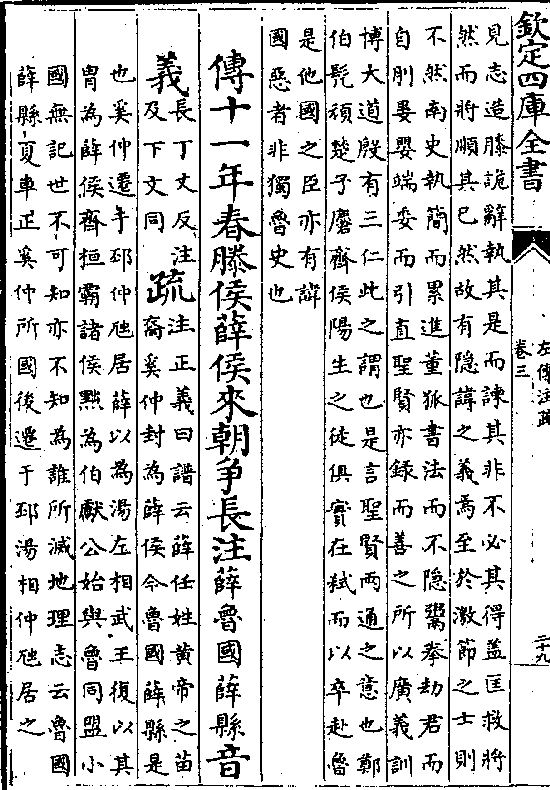 欽定四庫全書
左傳注疏
卷三
二十九
見志造膝詭辭執其是而諫其非不必其得蓋匡救將
然而將順其已然故有隠諱之義焉至於激節之士則
不然南史執簡而累進董狐書法而不隠鬻拳劫君而
自刖晏嬰端委而引直聖賢亦録而善之所以廣義訓
博大道殷有三仁此之謂也是言聖賢兩通之意也鄭
伯髠頑楚子麇齊侯陽生之徒俱實在弒而以卒赴魯
是他國之臣亦有諱
國惡者非獨魯史也
傳十一年春滕侯薛侯來朝爭長注薛魯國薛縣音
義長丁丈反注
及下文同
疏注正義曰譜云薛任姓黄帝之苗
裔奚仲封為薛侯今魯國薛縣是
也奚仲遷于邳仲虺居薛以為湯左相武王復以其
胄為薛侯齊桓霸諸侯黜為伯獻公始與魯同盟小
國無記世不可知亦不知為誰所滅地理志云魯國
薛縣夏車正奚仲所國後遷于邳湯相仲虺居之